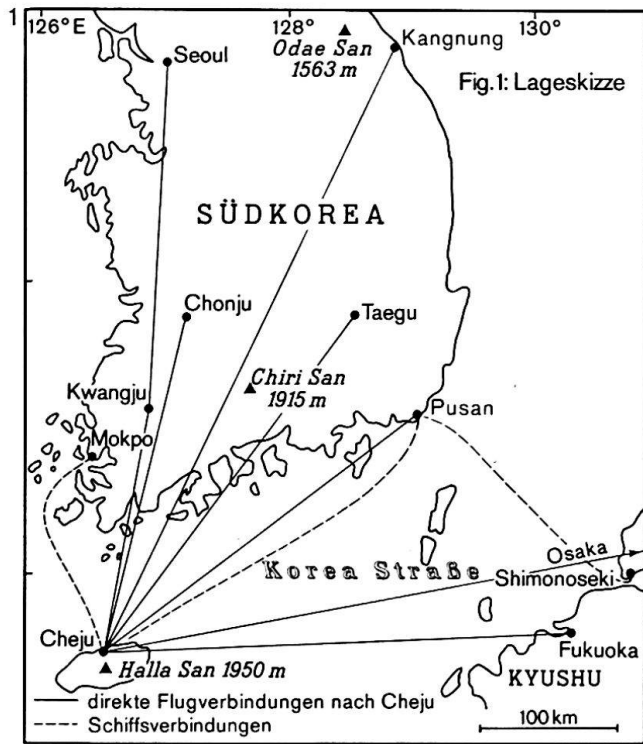 1
126°E
128°
130°
Odae San
1563 m
Seoul
Kangnung
Fig.1: Lageskizze
SÜDKOREA
Chonju
Taegu
Chiri San
1915 m
Kwangju
Pusan
Mokpo
Osaka
Korea Straße
Shimonoseki
Cheju
Fukuoka
Halla San 1950 m
KYUSHU
direkte Flugverbindungen nach Cheju
Schiffsverbindungen
100 km